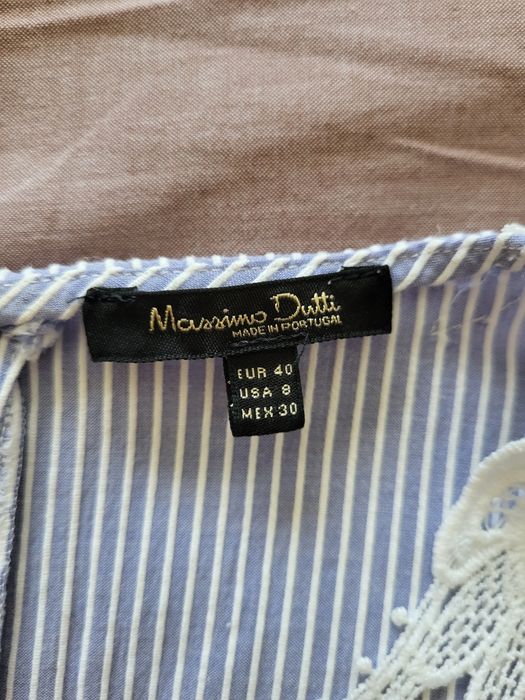 Massimo Dutti
MADE IN PORTUGAL
EUR 40
USA 8
MEX 30